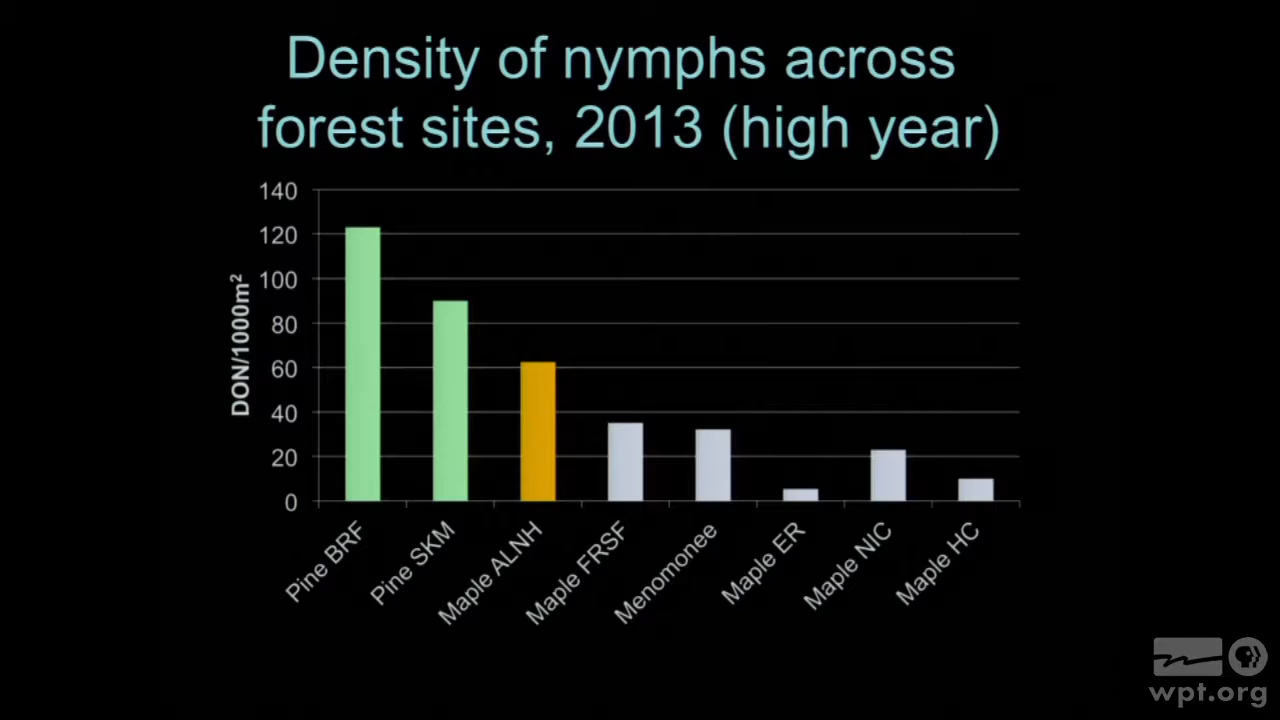 Density of nymphs across
forest sites, 2013 (high year)
140
120
100
80
60
40
20
0
DON/1000m²
Pine BRF
Pine SKM
Maple ALNH
Maple FRSF
Menomonee
Maple ER
Maple NIC
Maple HC
wpt.org